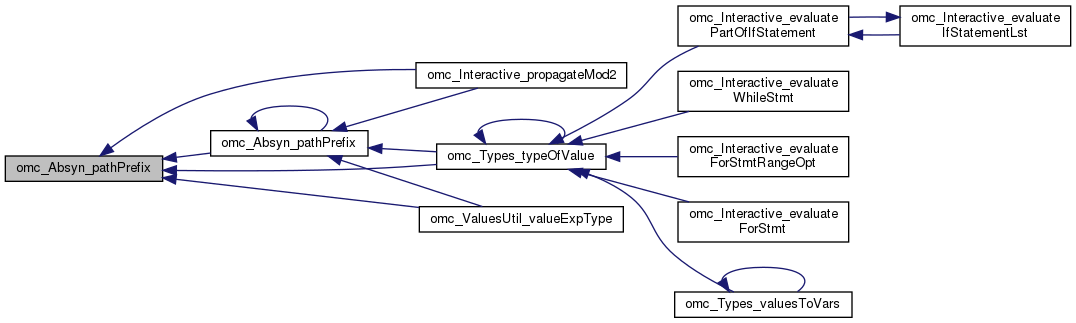 omc_Absyn_pathPrefix
omc_Absyn_pathPrefix
omc_Interactive_propagateMod2
omc_Types_typeOfValue
omc_ValuesUtil_valueExpType
omc_Interactive_evaluate
PartOfIfStatement
omc_Interactive_evaluate
IfStatementLst
omc_Interactive_evaluate
WhileStmt
omc_Interactive_evaluate
ForStmtRangeOpt
omc_Interactive_evaluate
ForStmt
omc_Types_valuesToVars